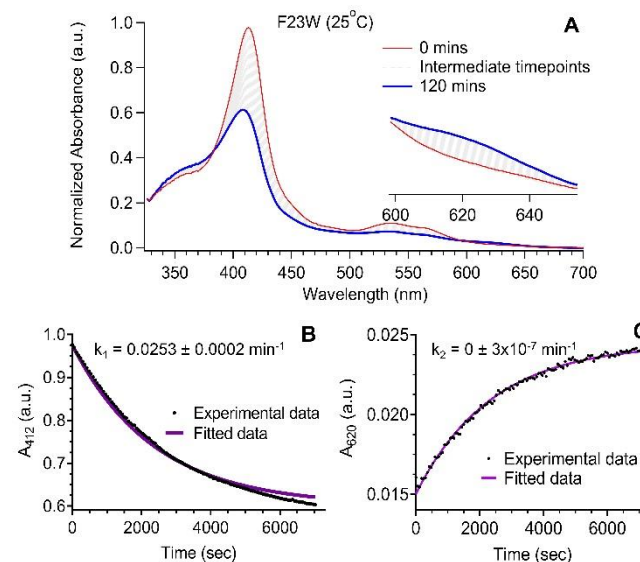 F23W (25°C)
A
Normalized Absorbance (a.u.)
1.0
0.8
0.6
0.4
0.2
0.0
0 mins
Intermediate timepoints
120 mins
600 620 640
350 400 450 500 550 600 650 700
Wavelength (nm)
B
k₁ = 0.0253 ± 0.0002 min⁻¹
A₄₁₂ (a.u.)
1.0
0.9
0.8
0.7
0.6
Experimental data
Fitted data
0 2000 4000 6000
Time (sec)
C
k₂ = 0 ± 3x10⁻⁷ min⁻¹
A₆₂₀ (a.u.)
0.025
0.020
0.015
Experimental data
Fitted data
0 2000 4000 6000
Time (sec)